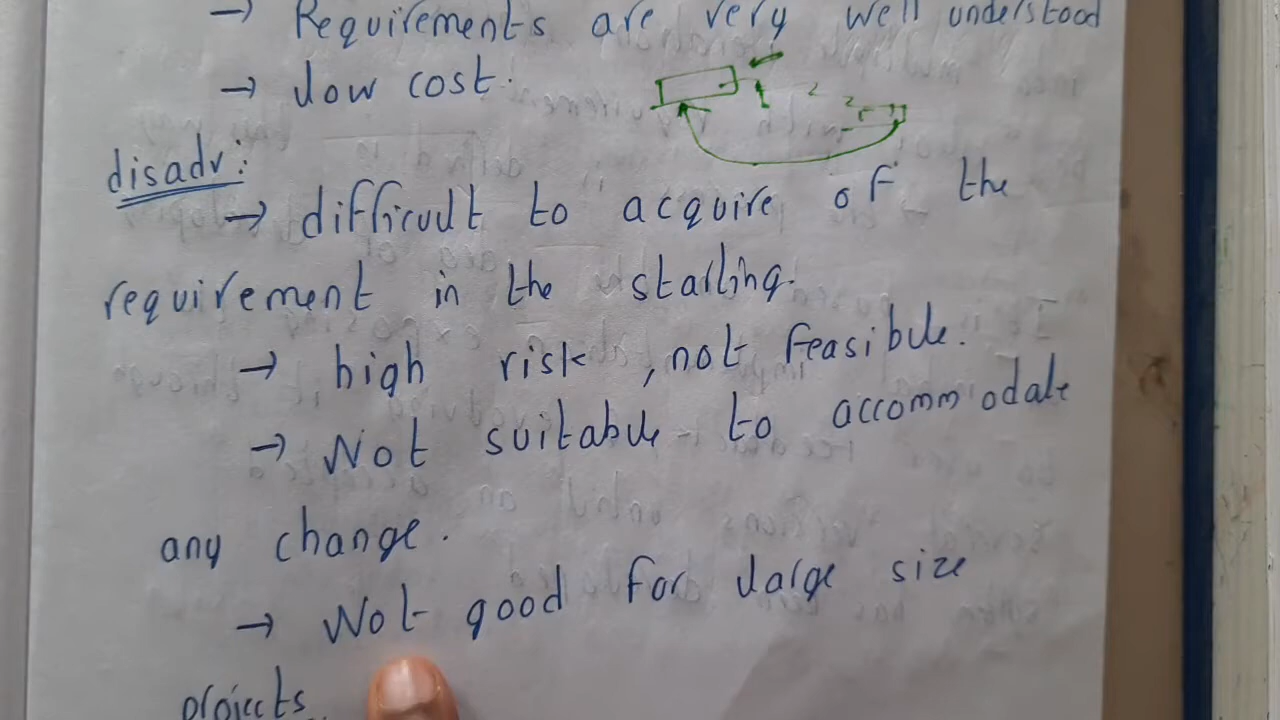 → Requirements are very well understood
→ low cost.
disadv:
→ difficult to acquire of the
requirement in the starting.
→ high risk, not feasible.
→ Not suitable to accommodate
any change.
→ Not good for large size
projects